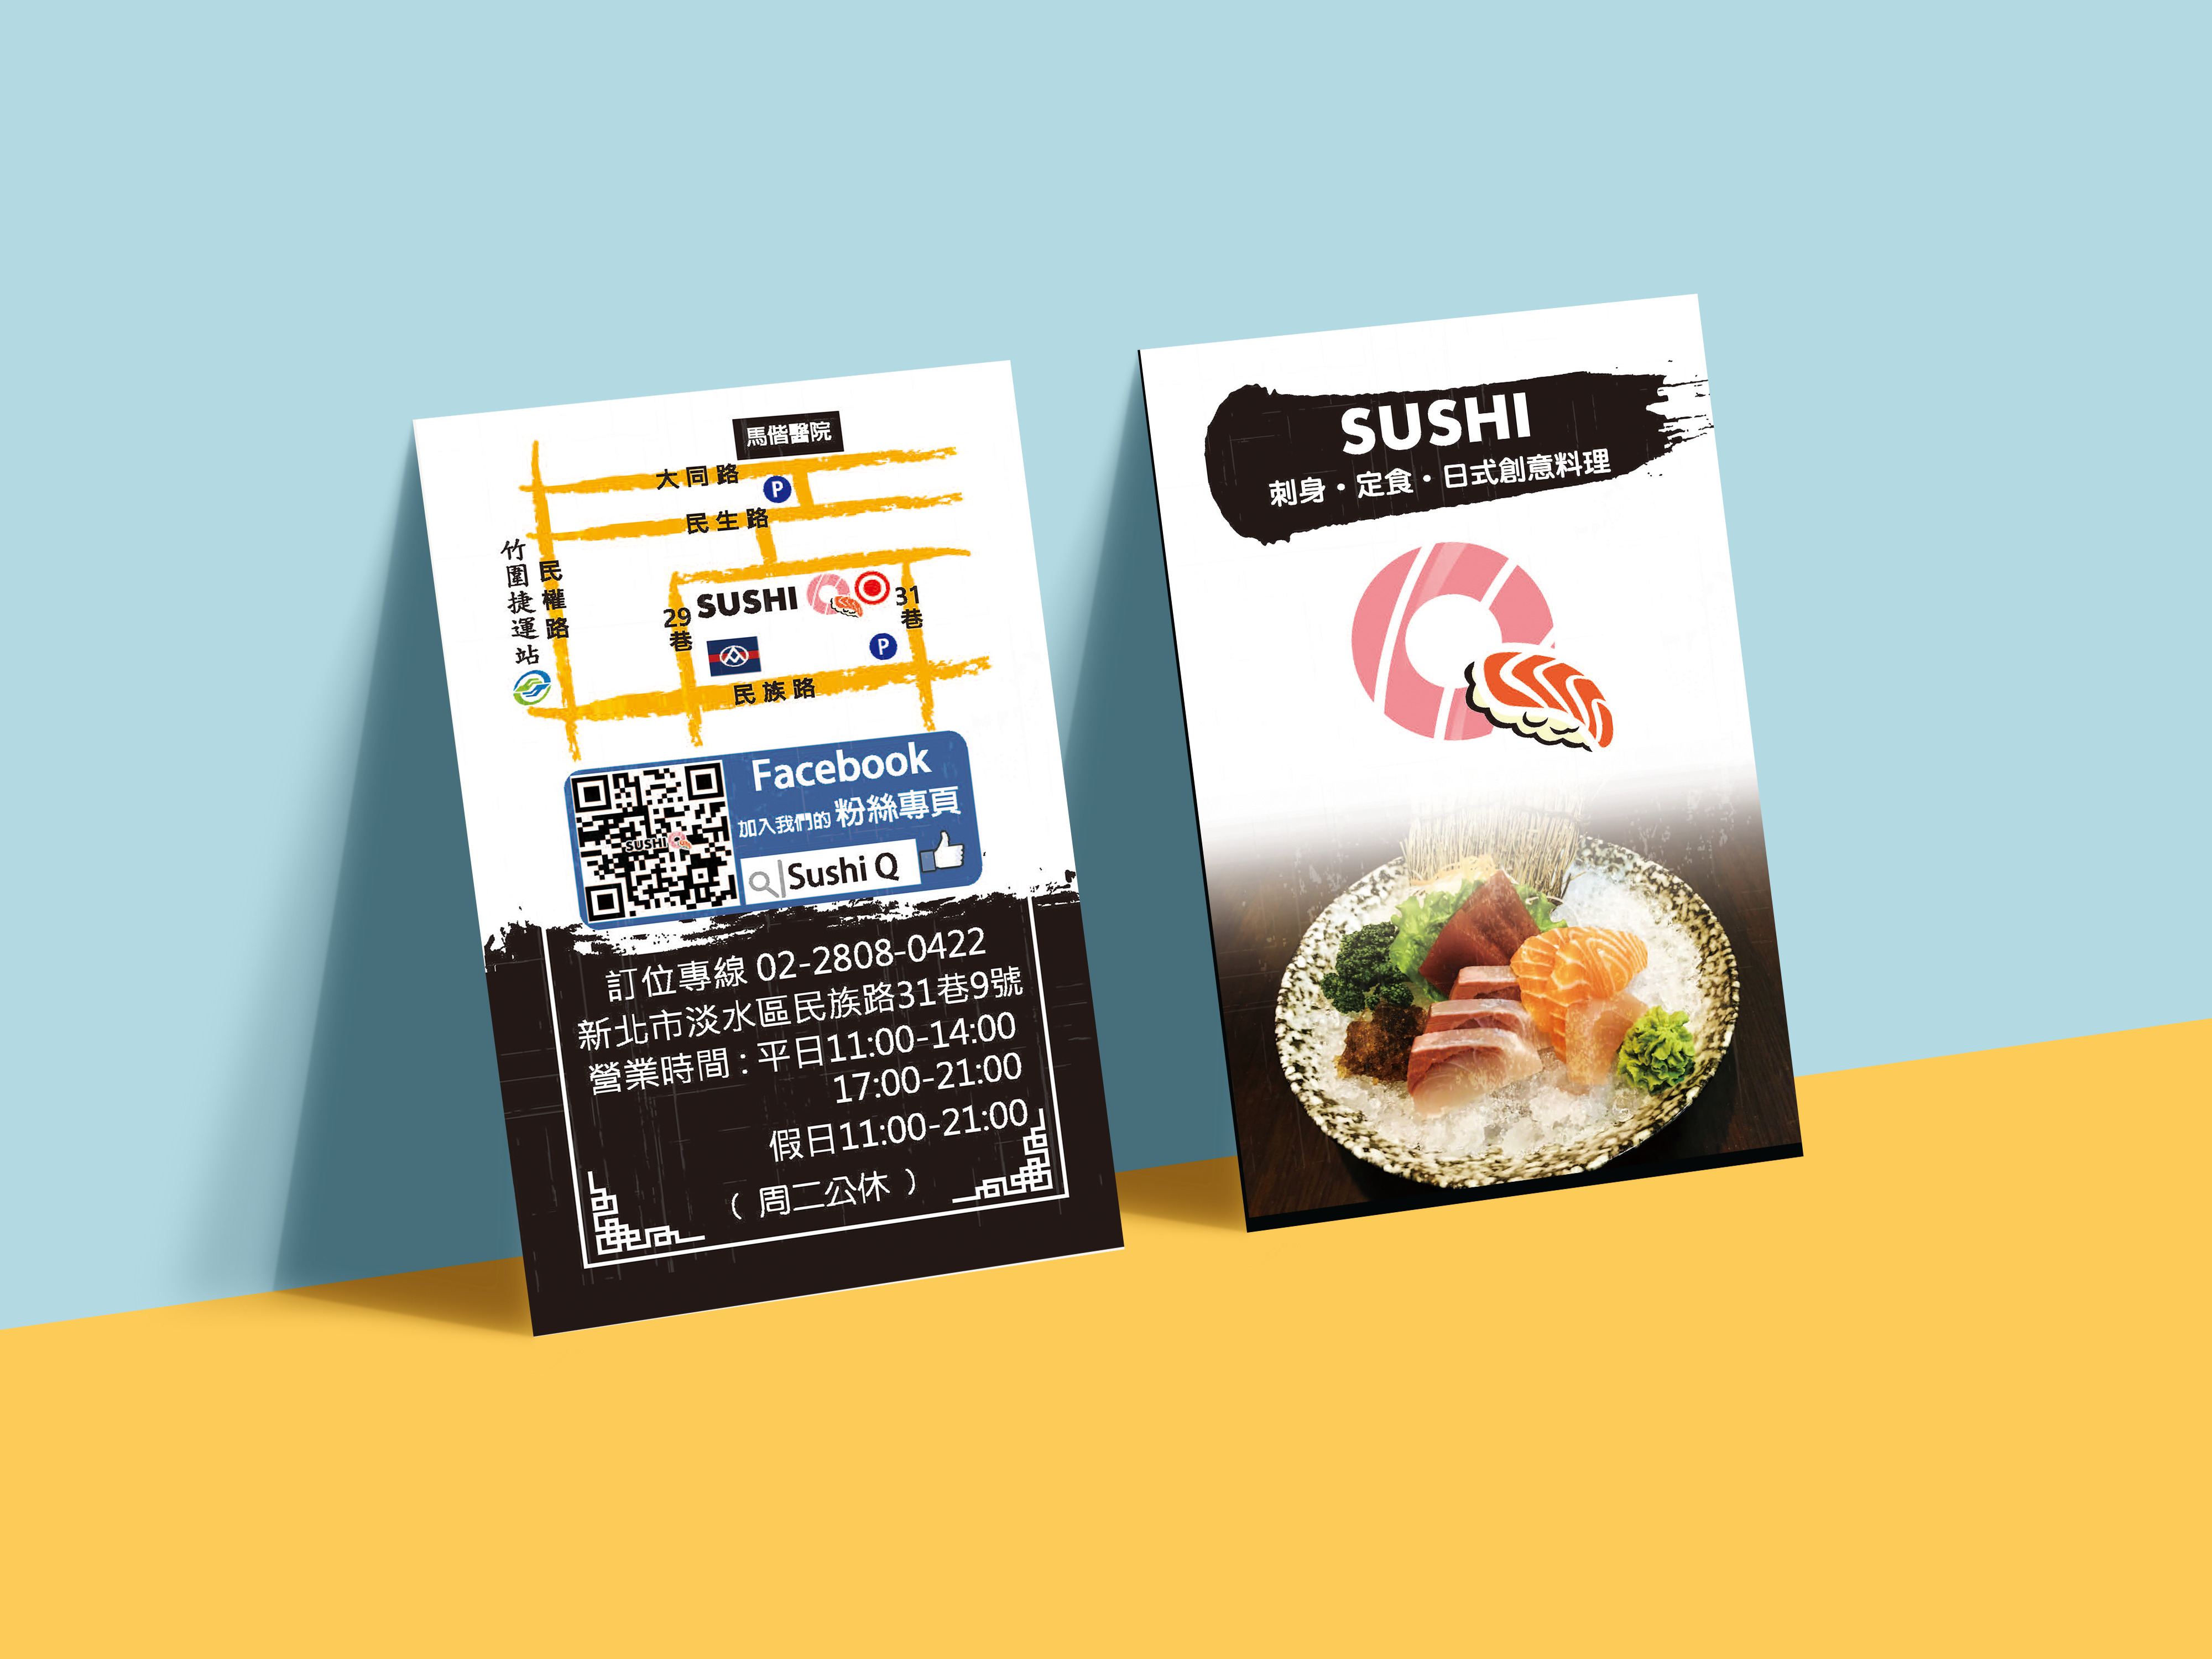 馬偕醫院
大同路
P
民生路
竹圍捷運站
民權路
SUSHI Q
29巷
31巷
P
民族路
Facebook
加入我們的 粉絲專頁
SUSHI Q
Sushi Q
訂位專線 02-2808-0422
新北市淡水區民族路31巷9號
營業時間：平日11:00-14:00
17:00-21:00
假日11:00-21:00
（周二公休）
SUSHI
刺身・定食・日式創意料理
Q